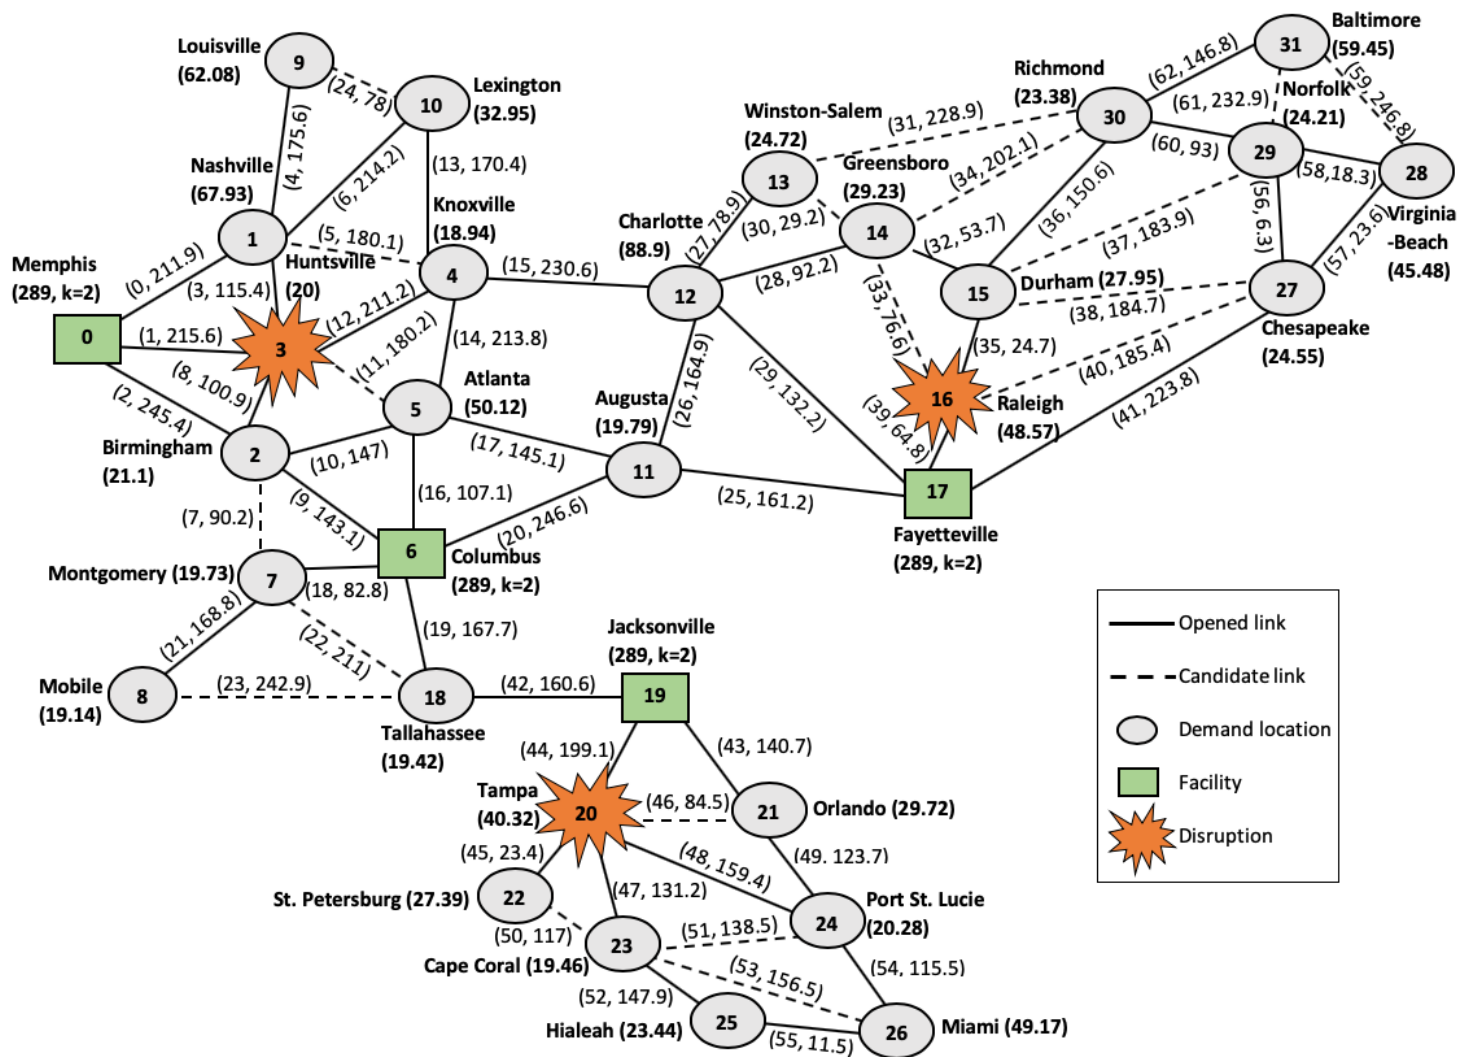 Louisville
(62.08)
9
(24, 78)
10
Lexington
(32.95)
(4, 175.6)
(6, 214.2)
(13, 170.4)
Nashville
(67.93)
1
(5, 180.1)
Knoxville
(18.94)
4
(0, 211.9)
Memphis
(289, k=2)
0
(3, 115.4)
Huntsville
(20)
3
(1, 215.6)
(12, 211.2)
(15, 230.6)
(8, 100.9)
(11, 180.2)
(14, 213.8)
(2, 245.4)
Birmingham
(21.1)
2
(10, 147)
5
Atlanta
(50.12)
(17, 145.1)
Augusta
(19.79)
11
(7, 90.2)
(9, 143.1)
(16, 107.1)
(20, 246.6)
6
Columbus
(289, k=2)
Montgomery (19.73)
7
(18, 82.8)
(21, 168.8)
(22, 211)
(19, 167.7)
Mobile
(19.14)
8
(23, 242.9)
18
Tallahassee
(19.42)
(42, 160.6)
Jacksonville
(289, k=2)
19
(44, 199.1)
(43, 140.7)
Tampa
(40.32)
20
(46, 84.5)
21
Orlando (29.72)
(45, 23.4)
(48, 159.4)
(49. 123.7)
St. Petersburg (27.39)
22
(47, 131.2)
(50, 117)
23
Cape Coral (19.46)
(51, 138.5)
24
Port St. Lucie
(20.28)
(53, 156.5)
(54, 115.5)
(52, 147.9)
Hialeah (23.44)
25
(55, 11.5)
26
Miami (49.17)
Charlotte
(88.9)
12
(27, 78.9)
(30, 29.2)
(28, 92.2)
(26, 164.9)
(29, 132.2)
(25, 161.2)
Winston-Salem
(24.72)
13
(31, 228.9)
Greensboro
(29.23)
14
(34, 202.1)
(32, 53.7)
(33, 76.6)
(36, 150.6)
15
Durham (27.95)
(37, 183.9)
(38, 184.7)
(35, 24.7)
16
Raleigh
(48.57)
(40, 185.4)
(39, 64.8)
(41, 223.8)
17
Fayetteville
(289, k=2)
Richmond
(23.38)
30
(62, 146.8)
(61, 232.9)
(60, 93)
31
Baltimore
(59.45)
(59, 246.8)
Norfolk
(24.21)
29
(58,18.3)
28
Virginia
-Beach
(45.48)
(56, 6.3)
(57, 23.6)
27
Chesapeake
(24.55)
Opened link
Candidate link
Demand location
Facility
Disruption